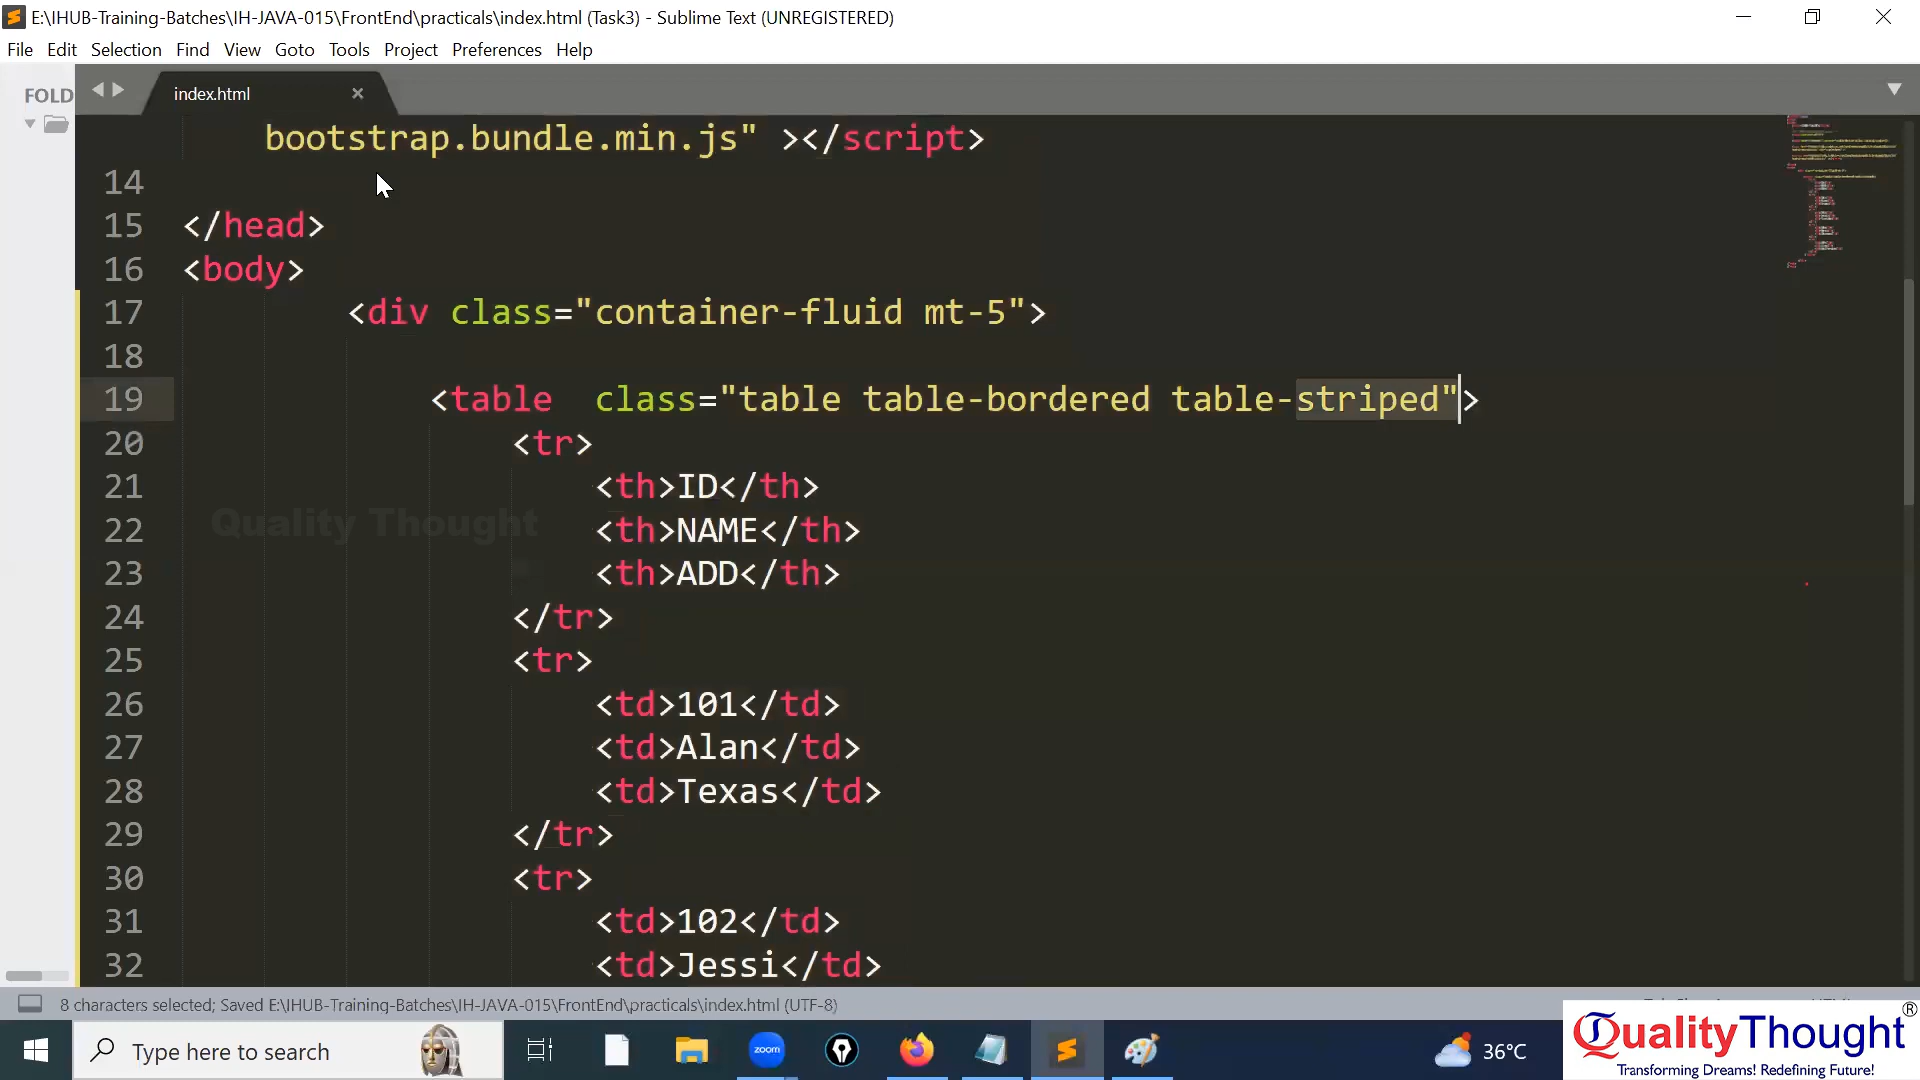 E:\IHUB-Training-Batches\IH-JAVA-015\FrontEnd\practicals\index.html (Task3) - Sublime Text (UNREGISTERED)
File Edit Selection Find View Goto Tools Project Preferences Help
FOLD
index.html
bootstrap.bundle.min.js" ></script>
14
15 </head>
16 <body>
17 <div class="container-fluid mt-5">
18
19 <table  class="table table-bordered table-striped">
20 <tr>
21 <th>ID</th>
22 <th>NAME</th>
Quality Thought
23 <th>ADD</th>
24 </tr>
25 <tr>
26 <td>101</td>
27 <td>Alan</td>
28 <td>Texas</td>
29 </tr>
30 <tr>
31 <td>102</td>
32 <td>Jessi</td>
8 characters selected; Saved E:\IHUB-Training-Batches\IH-JAVA-015\FrontEnd\practicals\index.html (UTF-8)
Type here to search
zoom
36°C
QualityThought®
Transforming Dreams! Redefining Future!